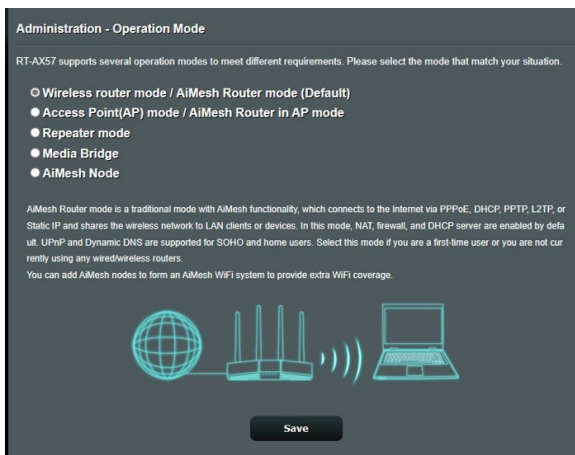 Administration - Operation Mode
RT-AX57 supports several operation modes to meet different requirements. Please select the mode that match your situation.
Wireless router mode / AiMesh Router mode (Default)
Access Point(AP) mode / AiMesh Router in AP mode
Repeater mode
Media Bridge
AiMesh Node
AiMesh Router mode is a traditional mode with AiMesh functionality, which connects to the Internet via PPPoE, DHCP, PPTP, L2TP, or
Static IP and shares the wireless network to LAN clients or devices. In this mode, NAT, firewall, and DHCP server are enabled by defa
ult. UPnP and Dynamic DNS are supported for SOHO and home users. Select this mode if you are a first-time user or you are not cur
rently using any wired/wireless routers.
You can add AiMesh nodes to form an AiMesh WiFi system to provide extra WiFi coverage.
Save